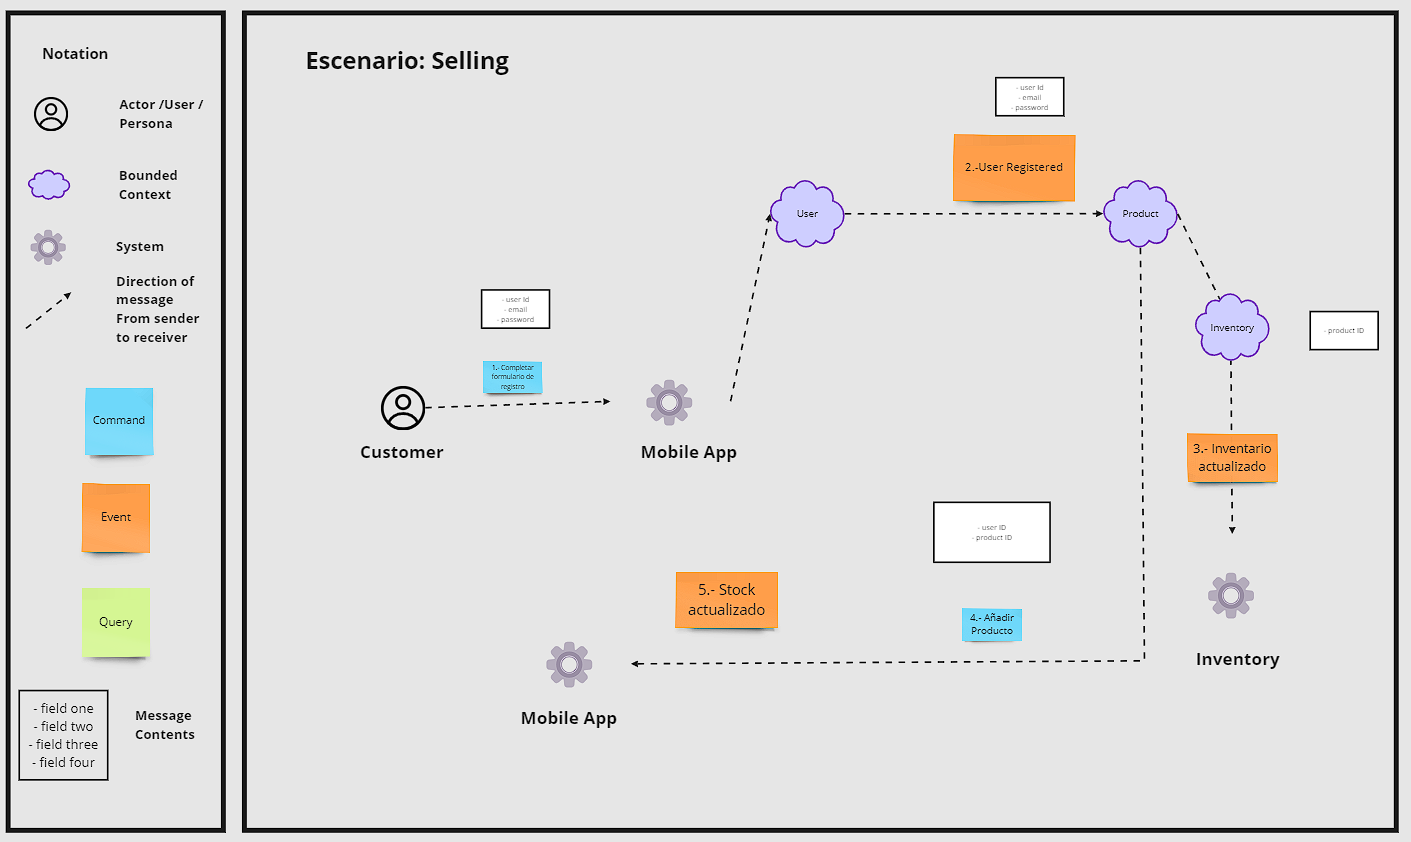 Notation
Actor /User /
Persona
Bounded
Context
System
Direction of
message
From sender
to receiver
Command
Event
Query
- field one
- field two
- field three
- field four
Message
Contents
Escenario: Selling
- user Id
- email
- password
2.-User Registered
User
Product
- user Id
- email
- password
Inventory
- product ID
1.- Completar
formulario de
registro
Customer
Mobile App
3.- Inventario
actualizado
- user ID
- product ID
5.- Stock
actualizado
4.- Añadir
Producto
Inventory
Mobile App